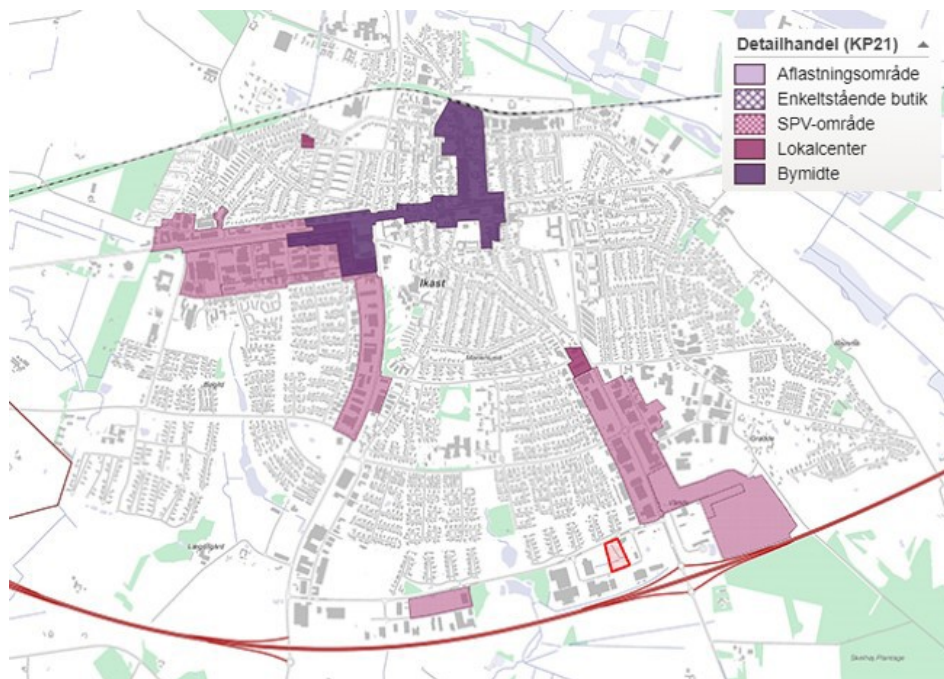 Detailhandel (KP21)
Aflastningsområde
Enkeltstående butik
SPV-område
Lokalcenter
Bymidte
Ikast